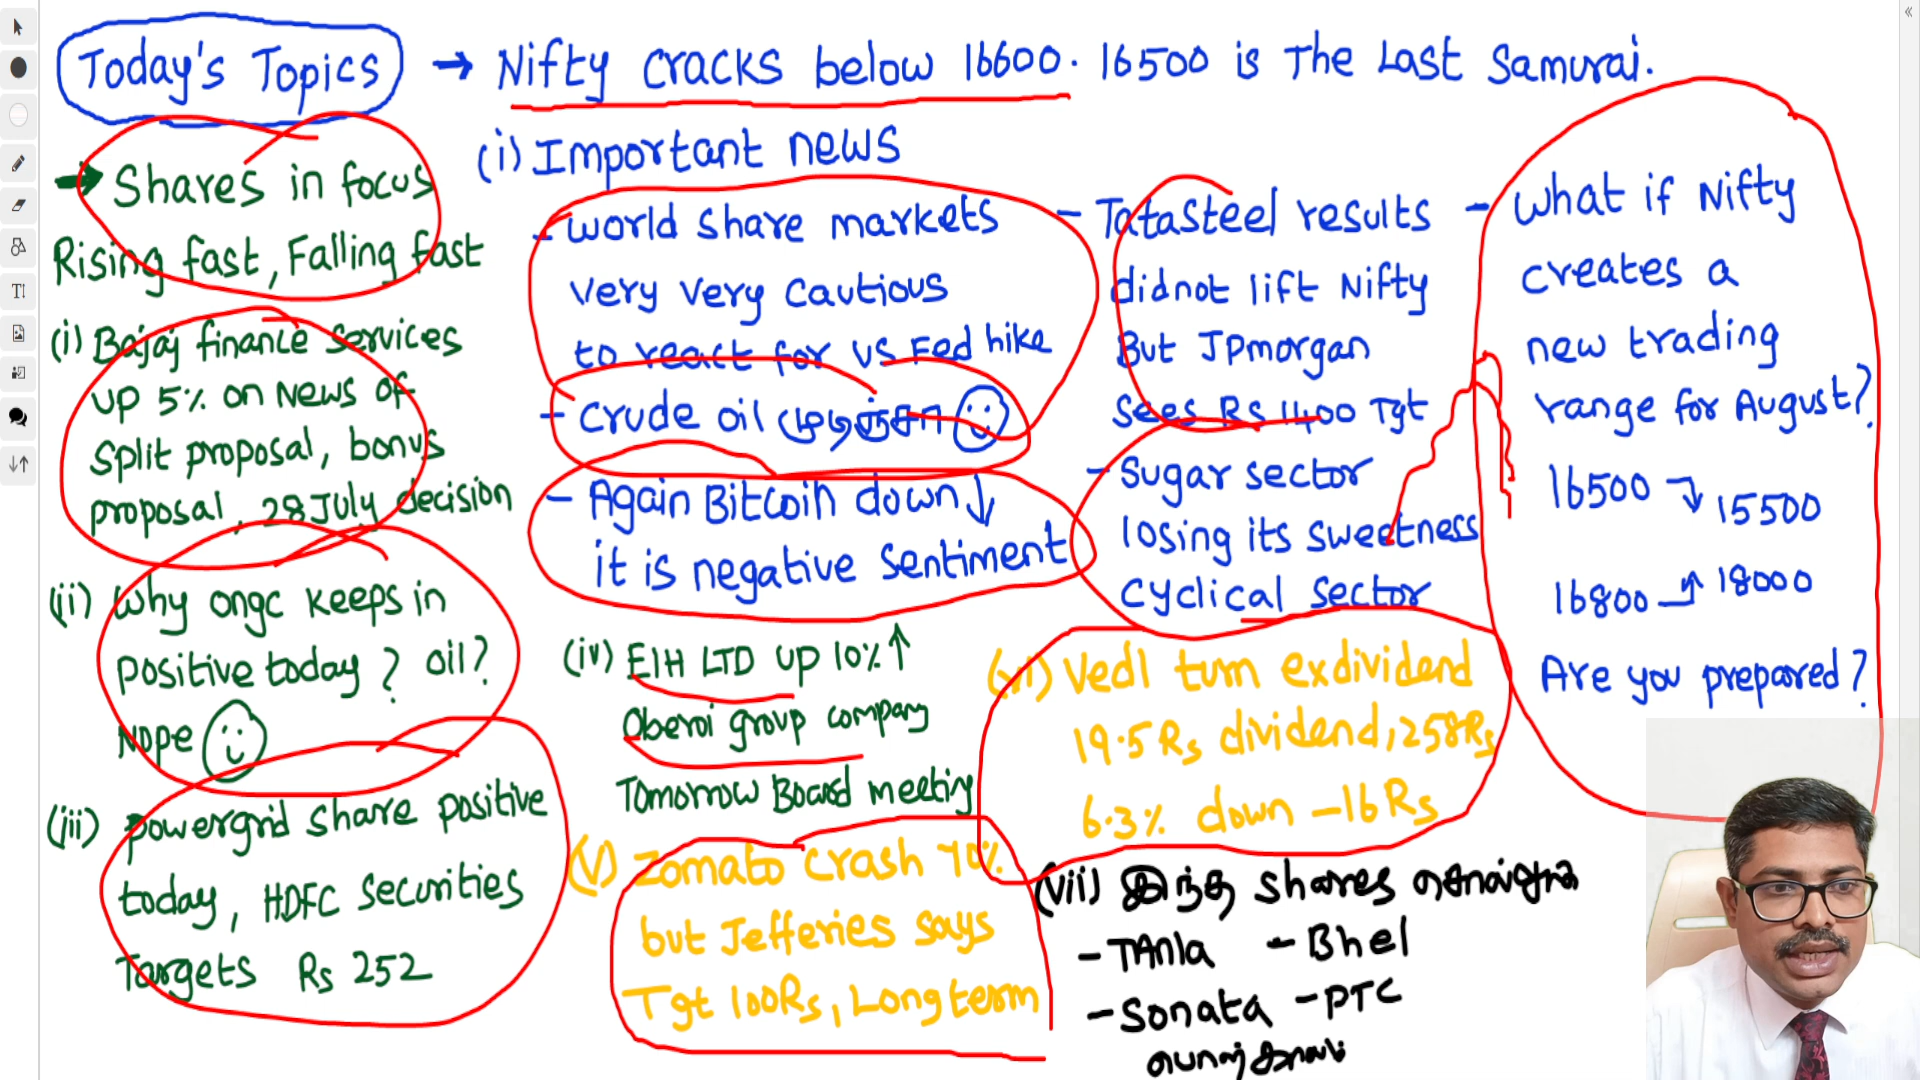 Today's Topics → Nifty cracks below 16600. 16500 is The Last Samurai.
→ Shares in focus
Rising fast, Falling fast
(i) Bajaj finance services
up 5% on News of
Split proposal, bonus
proposal, 28 July decision
(ii) Why ongc keeps in
positive today? oil?
Nope
(iii) powergrid share positive
today, HDFC Securities
Targets Rs 252
(i) Important news
- world share markets
very very cautious
to react for US Fed hike
- crude oil
- Again Bitcoin down ↓
it is negative sentiment
(iv) EIH LTD up 10% ↑
Oberoi group company
Tomorrow Board meeting
(v) Zomato crash 70%
but Jefferies says
Tgt 100Rs, Long term
- Tatasteel results
didnot lift Nifty
But JPmorgan
sees Rs 1400 Tgt
- Sugar sector
losing its sweetness
cyclical sector
(vi) Vedl turn exdividend
19.5 Rs dividend, 258Rs
6.3% down -16 Rs
(vii) இந்த shares
- TAnla - Bhel
- Sonata - PTC
- what if Nifty
creates a
new trading
range for August?
16500 → 15500
16800 → 18000
Are you prepared?
T!